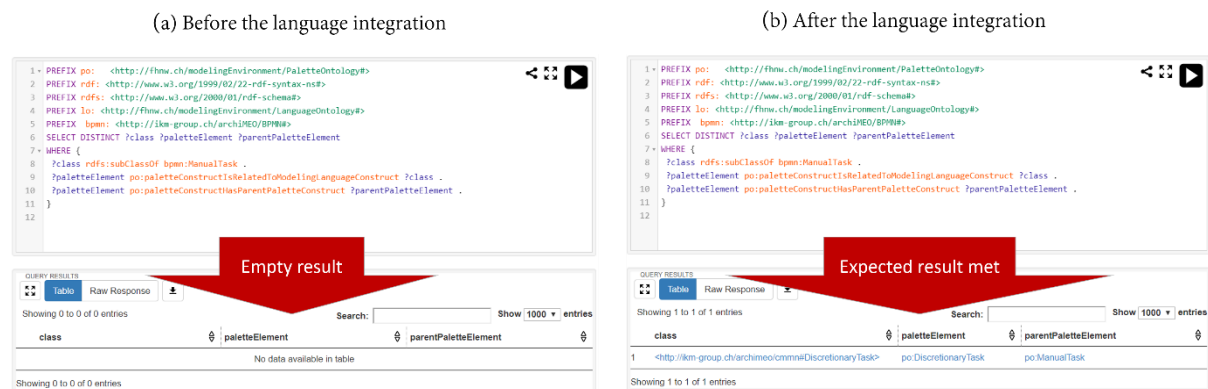 (a) Before the language integration
1 PREFIX po: <http://fhnw.ch/modelingEnvironment/PaletteOntology#>
2 PREFIX rdf: <http://www.w3.org/1999/02/22-rdf-syntax-ns#>
3 PREFIX rdfs: <http://www.w3.org/2000/01/rdf-schema#>
4 PREFIX lo: <http://fhnw.ch/modelingEnvironment/LanguageOntology#>
5 PREFIX bpmn: <http://ikm-group.ch/archiMEO/BPMN#>
6 SELECT DISTINCT ?class ?paletteElement ?parentPaletteElement
7 WHERE {
8 ?class rdfs:subClassOf bpmn:ManualTask .
9 ?paletteElement po:paletteConstructIsRelatedToModelingLanguageConstruct ?class .
10 ?paletteElement po:paletteConstructHasParentPaletteConstruct ?parentPaletteElement .
11 }
12
Empty result
QUERY RESULTS
Table Raw Response
Showing 0 to 0 of 0 entries Search: Show 1000 entries
class paletteElement parentPaletteElement
No data available in table
Showing 0 to 0 of 0 entries
(b) After the language integration
1 PREFIX po: <http://fhnw.ch/modelingEnvironment/PaletteOntology#>
2 PREFIX rdf: <http://www.w3.org/1999/02/22-rdf-syntax-ns#>
3 PREFIX rdfs: <http://www.w3.org/2000/01/rdf-schema#>
4 PREFIX lo: <http://fhnw.ch/modelingEnvironment/LanguageOntology#>
5 PREFIX bpmn: <http://ikm-group.ch/archiMEO/BPMN#>
6 SELECT DISTINCT ?class ?paletteElement ?parentPaletteElement
7 WHERE {
8 ?class rdfs:subClassOf bpmn:ManualTask .
9 ?paletteElement po:paletteConstructIsRelatedToModelingLanguageConstruct ?class .
10 ?paletteElement po:paletteConstructHasParentPaletteConstruct ?parentPaletteElement .
11 }
12
Expected result met
QUERY RESULTS
Table Raw Response
Showing 1 to 1 of 1 entries Search: Show 1000 entries
class paletteElement parentPaletteElement
1 <http://ikm-group.ch/archimeo/cmmn#DiscretionaryTask> po:DiscretionaryTask po:ManualTask
Showing 1 to 1 of 1 entries